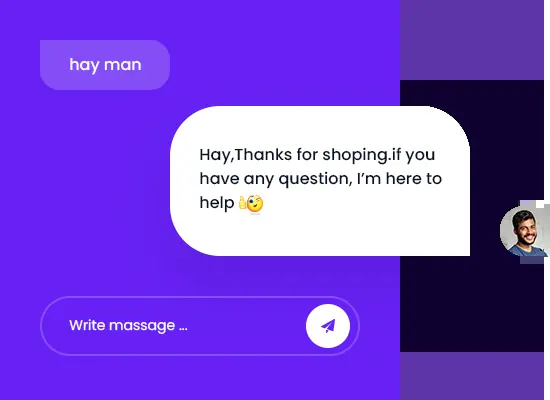 hay man
Hay,Thanks for shoping.if you
have any question, I’m here to
help 👍😉
Write massage ...